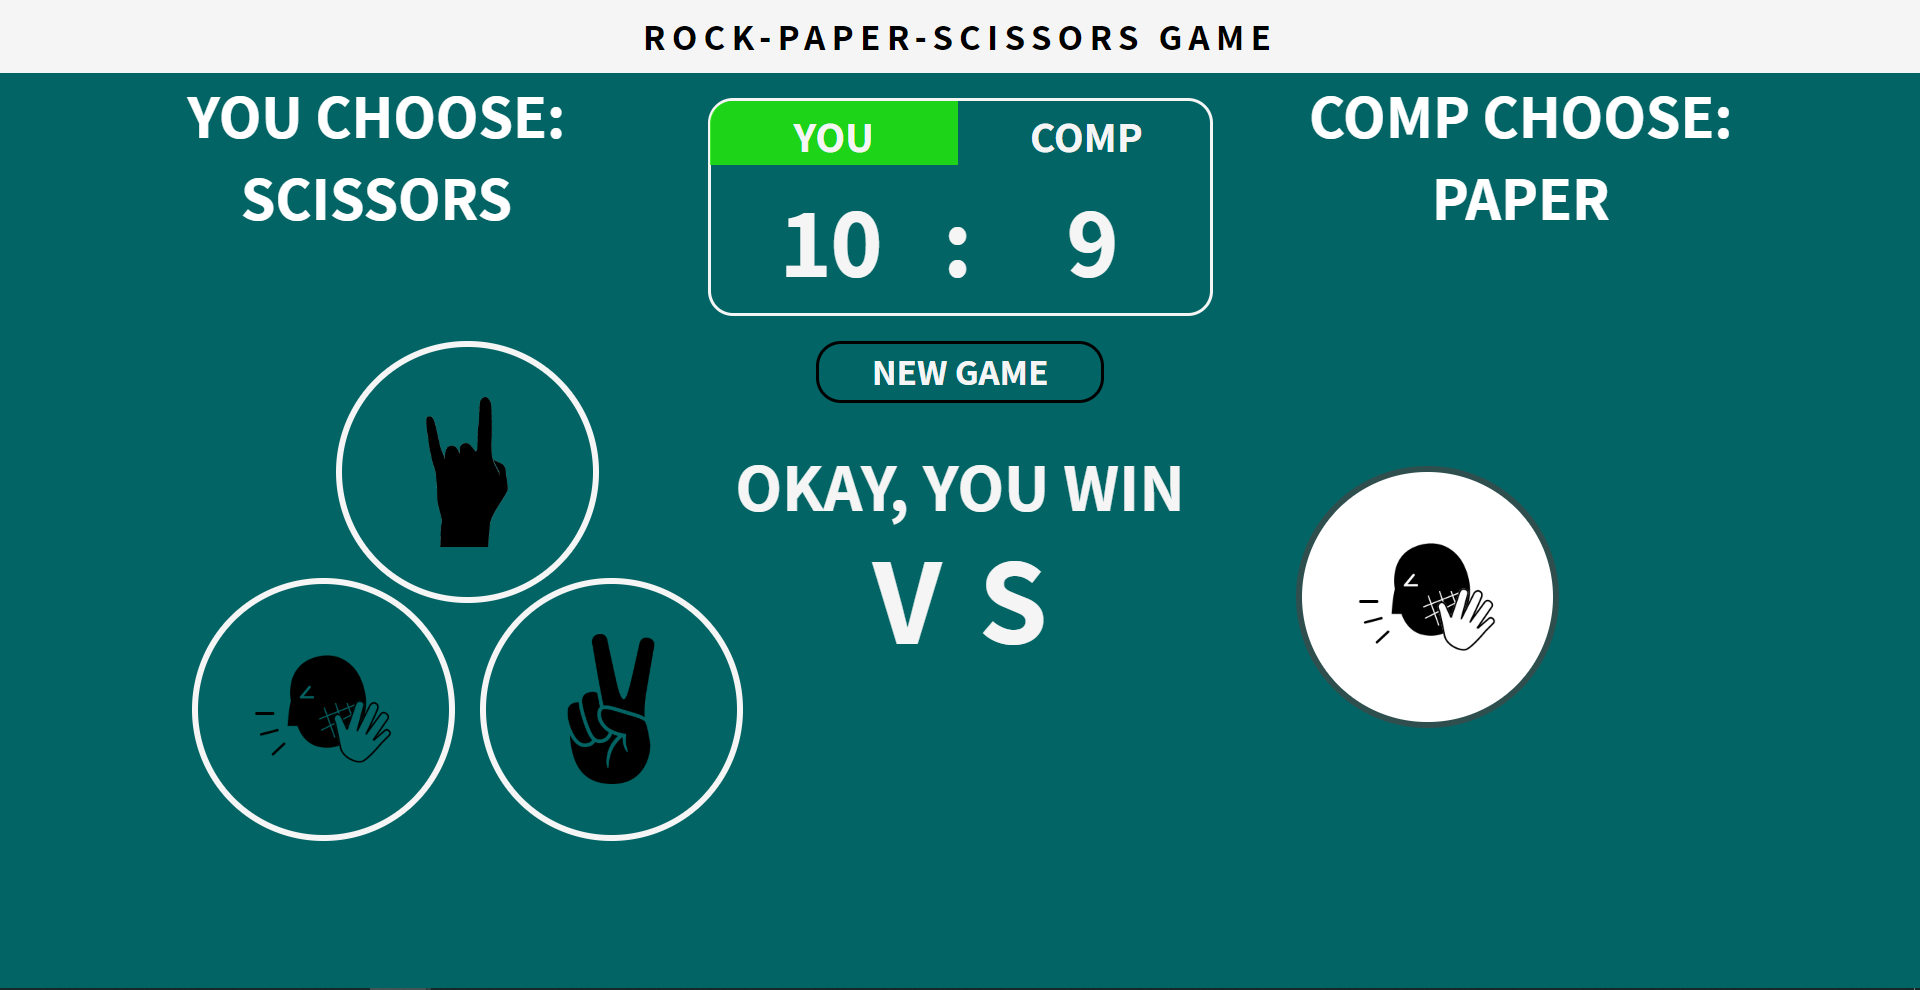 ROCK-PAPER-SCISSORS GAME
YOU CHOOSE:
SCISSORS
YOU COMP
10 : 9
NEW GAME
OKAY, YOU WIN
V S
COMP CHOOSE:
PAPER